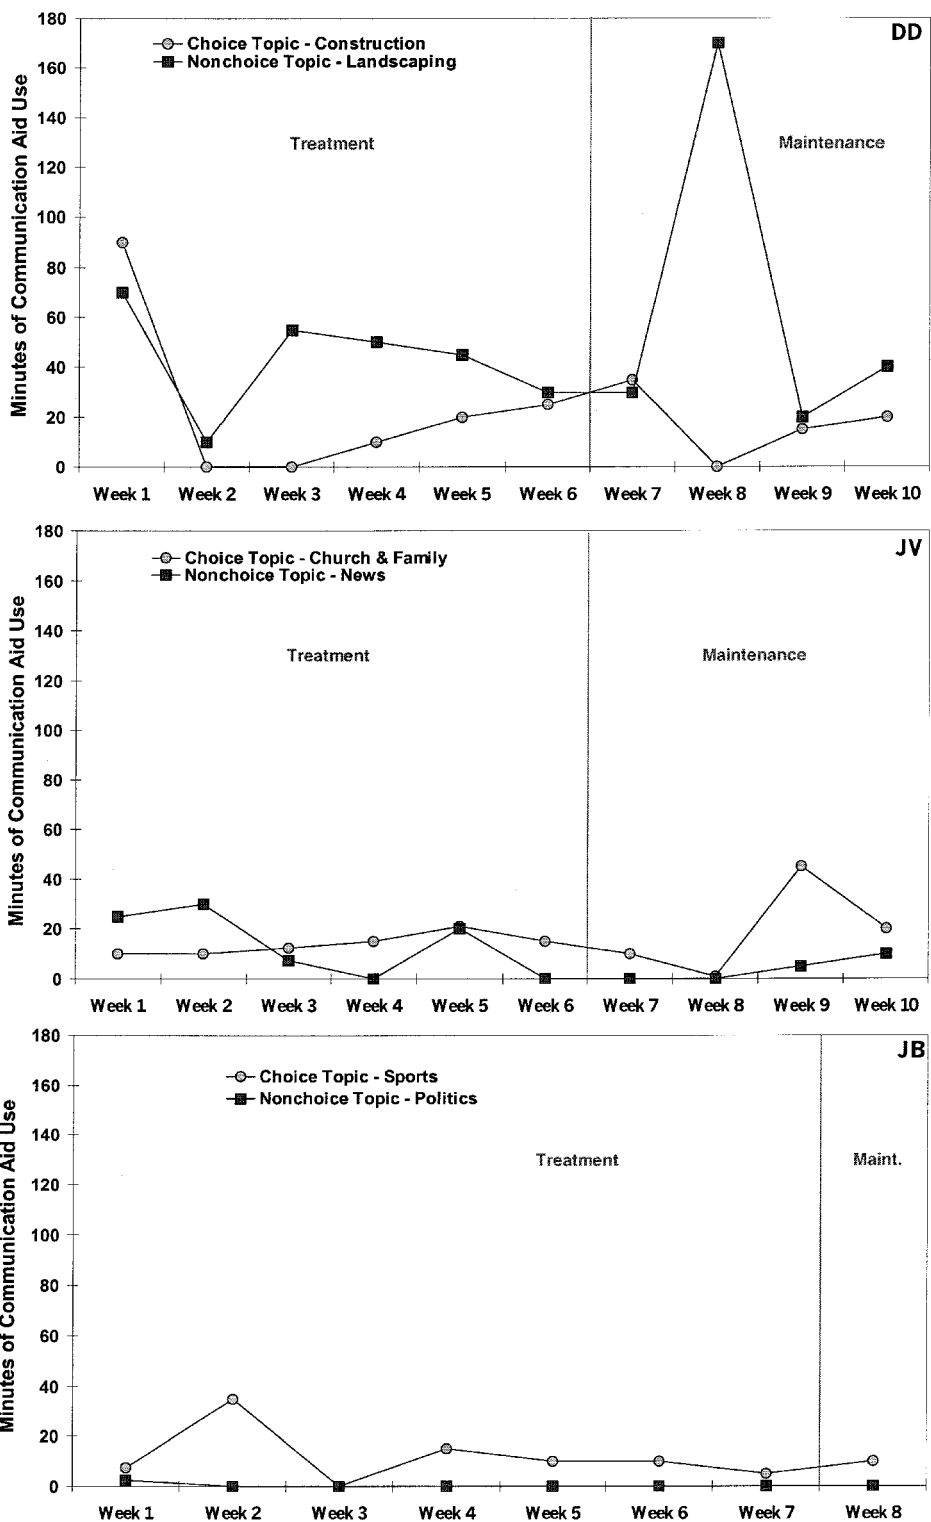 DD
Choice Topic - Construction
Nonchoice Topic - Landscaping
Treatment
Maintenance
Minutes of Communication Aid Use
180
160
140
120
100
80
60
40
20
0
Week 1 Week 2 Week 3 Week 4 Week 5 Week 6 Week 7 Week 8 Week 9 Week 10
JV
Choice Topic - Church & Family
Nonchoice Topic - News
Treatment
Maintenance
Minutes of Communication Aid Use
180
160
140
120
100
80
60
40
20
0
Week 1 Week 2 Week 3 Week 4 Week 5 Week 6 Week 7 Week 8 Week 9 Week 10
JB
Choice Topic - Sports
Nonchoice Topic - Politics
Treatment
Maint.
Minutes of Communication Aid Use
180
160
140
120
100
80
60
40
20
0
Week 1 Week 2 Week 3 Week 4 Week 5 Week 6 Week 7 Week 8